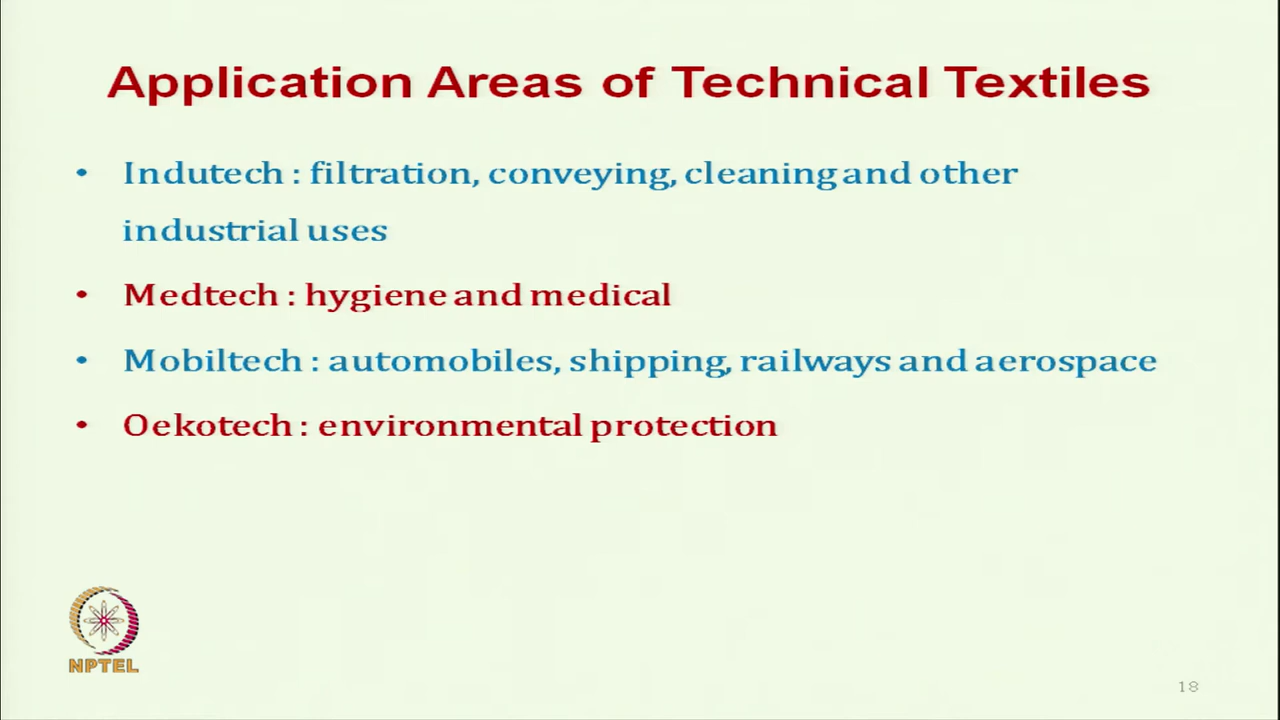 Application Areas of Technical Textiles
• Indutech : filtration, conveying, cleaning and other
industrial uses
• Medtech : hygiene and medical
• Mobiltech : automobiles, shipping, railways and aerospace
• Oekotech : environmental protection
NPTEL
18